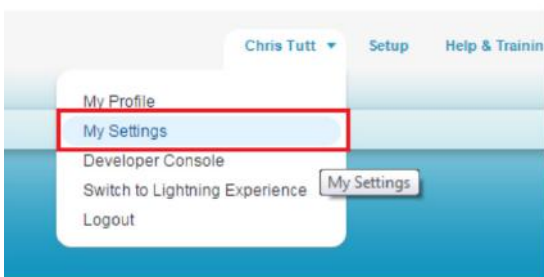 Chris Tutt Setup Help & Trainin
My Profile
My Settings
Developer Console
Switch to Lightning Experience
My Settings
Logout